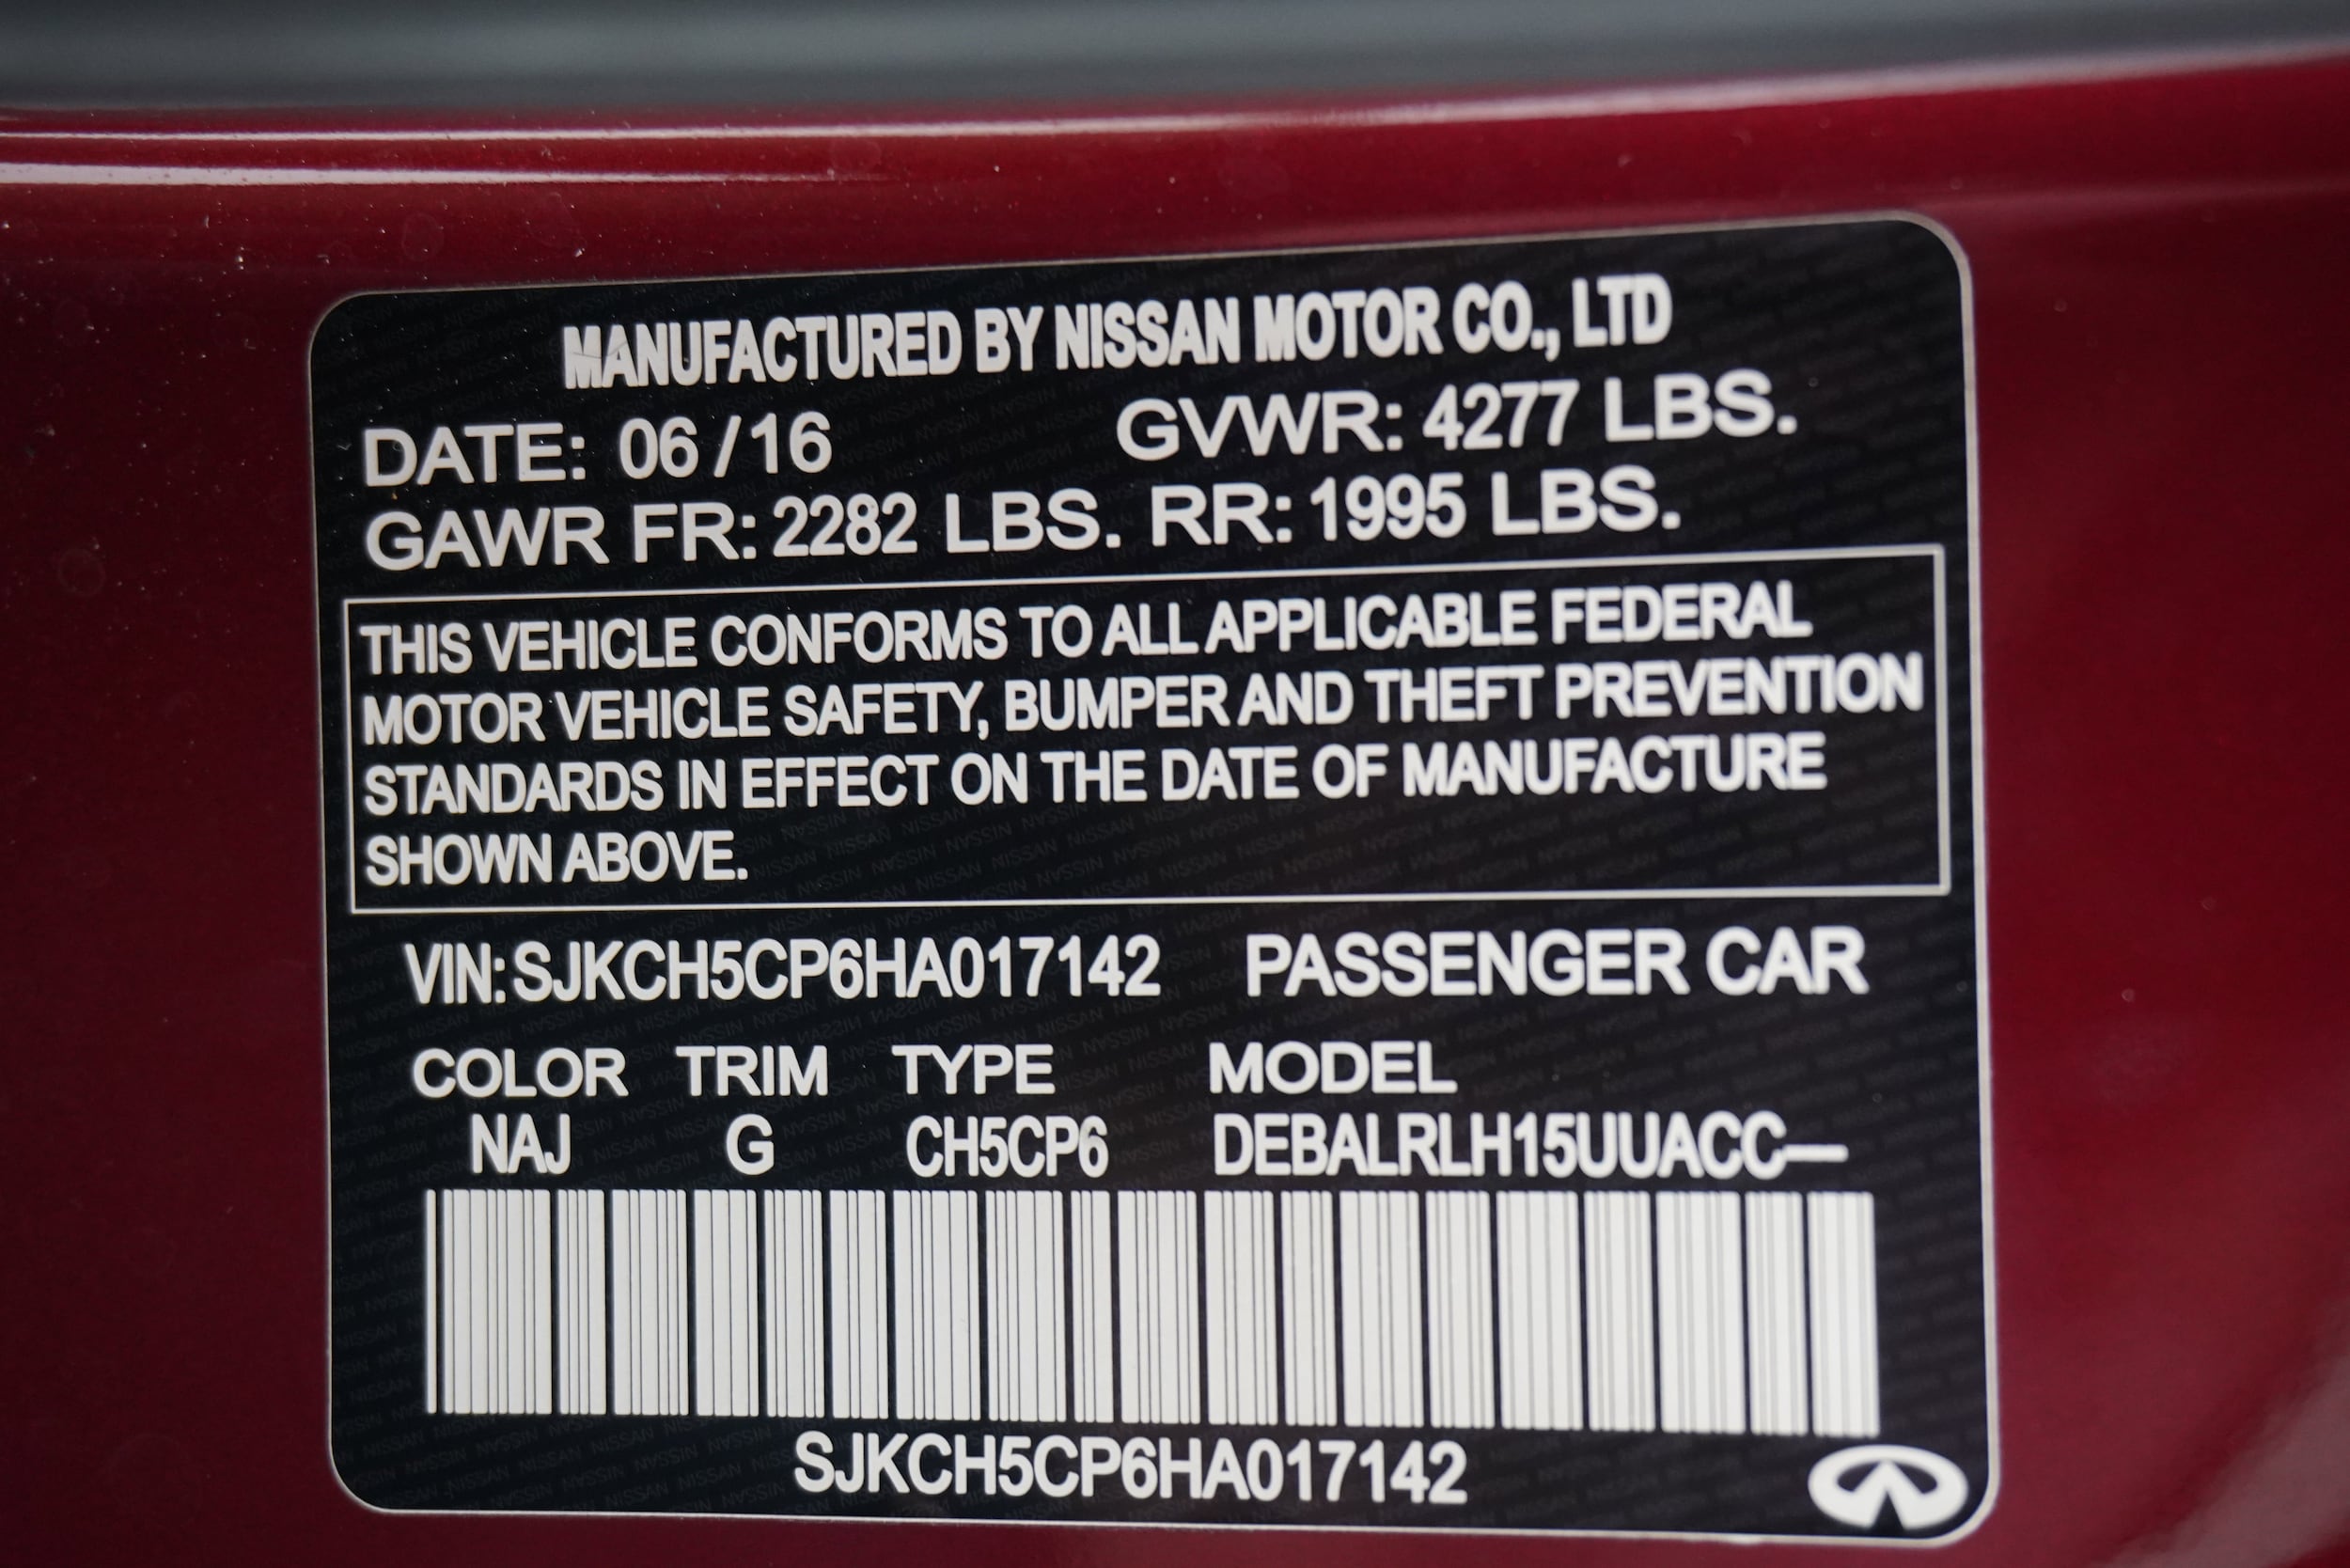 MANUFACTURED BY NISSAN MOTOR CO., LTD
DATE: 06/16 GVWR: 4277 LBS.
GAWR FR: 2282 LBS. RR: 1995 LBS.
THIS VEHICLE CONFORMS TO ALL APPLICABLE FEDERAL
MOTOR VEHICLE SAFETY, BUMPER AND THEFT PREVENTION
STANDARDS IN EFFECT ON THE DATE OF MANUFACTURE
SHOWN ABOVE.
VIN:SJKCH5CP6HA017142 PASSENGER CAR
COLOR TRIM TYPE MODEL
NAJ G CH5CP6 DEBALRLH15UUACC—
SJKCH5CP6HA017142